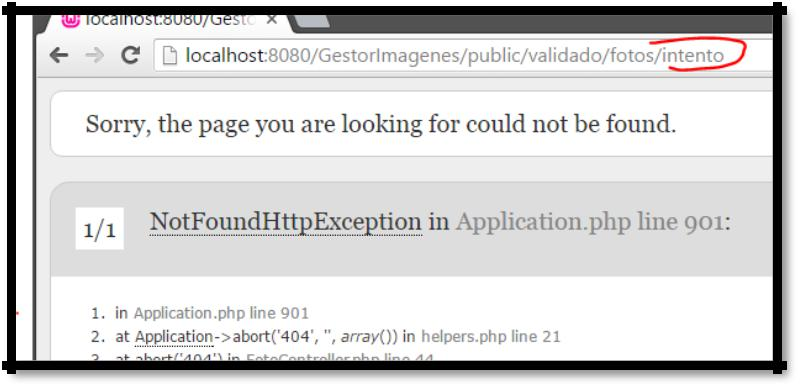 localhost:8080/Gesto
localhost:8080/GestorImagenes/public/validado/fotos/intento
Sorry, the page you are looking for could not be found.
1/1 NotFoundHttpException in Application.php line 901:
1. in Application.php line 901
2. at Application->abort('404', '', array()) in helpers.php line 21
3. at abort('404') in FotoController.php line 44